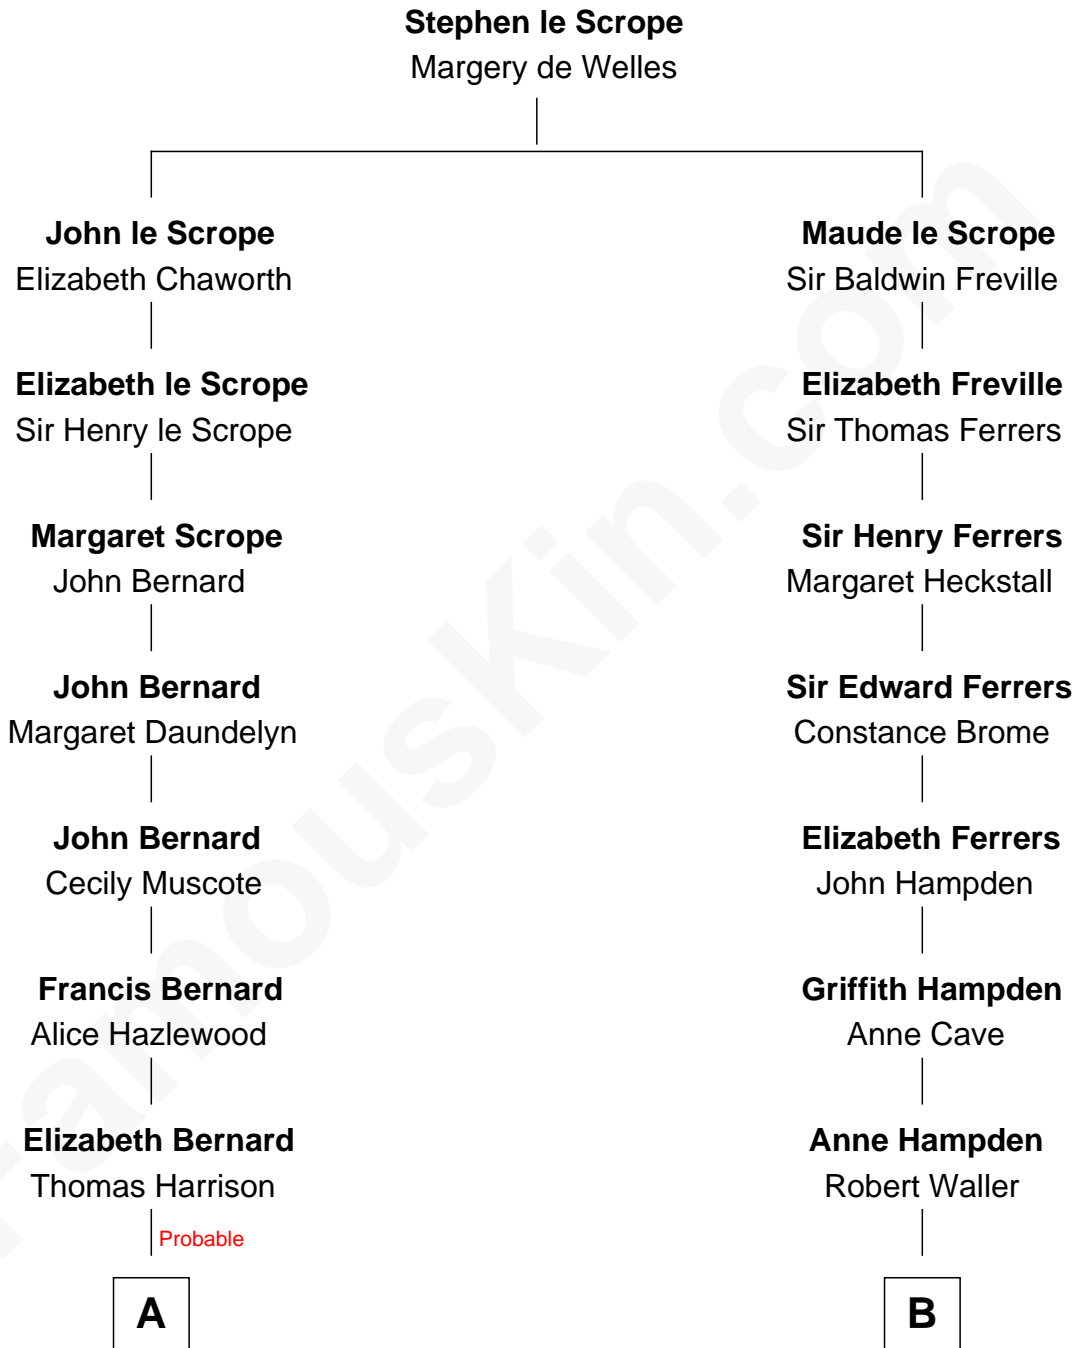 Stephen le Scrope
Margery de Welles
John le Scrope
Elizabeth Chaworth
Maude le Scrope
Sir Baldwin Freville
Elizabeth le Scrope
Sir Henry le Scrope
Elizabeth Freville
Sir Thomas Ferrers
Margaret Scrope
John Bernard
Sir Henry Ferrers
Margaret Heckstall
John Bernard
Margaret Daundelyn
Sir Edward Ferrers
Constance Brome
John Bernard
Cecily Muscote
Elizabeth Ferrers
John Hampden
Francis Bernard
Alice Hazlewood
Griffith Hampden
Anne Cave
Elizabeth Bernard
Thomas Harrison
Anne Hampden
Robert Waller
Probable
A
B
FamousKin.com